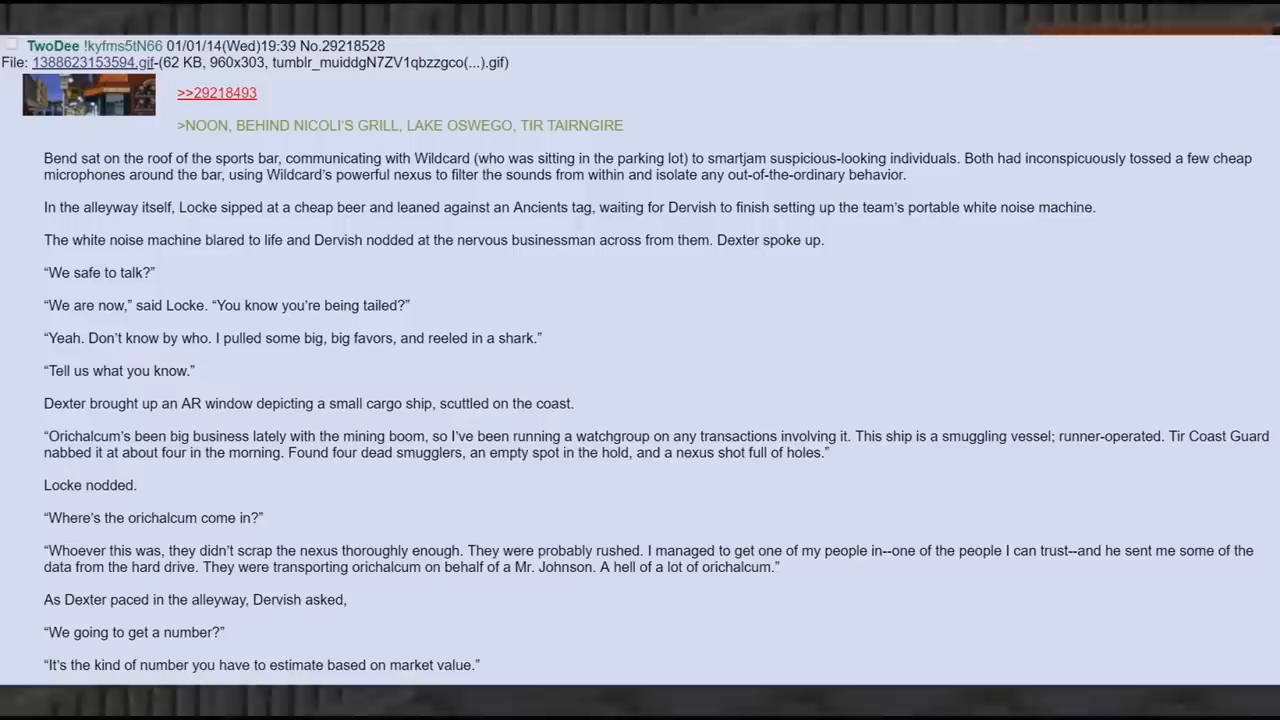 TwoDee !kyfms5tN66 01/01/14(Wed)19:39 No.29218528
File: 1388623153594.gif-(62 KB, 960x303, tumblr_muiddgN7ZV1qbzzgco(...).gif)
>>29218493
>NOON, BEHIND NICOLI'S GRILL, LAKE OSWEGO, TIR TAIRNGIRE
Bend sat on the roof of the sports bar, communicating with Wildcard (who was sitting in the parking lot) to smartjam suspicious-looking individuals. Both had inconspicuously tossed a few cheap
microphones around the bar, using Wildcard's powerful nexus to filter the sounds from within and isolate any out-of-the-ordinary behavior.
In the alleyway itself, Locke sipped at a cheap beer and leaned against an Ancients tag, waiting for Dervish to finish setting up the team's portable white noise machine.
The white noise machine blared to life and Dervish nodded at the nervous businessman across from them. Dexter spoke up.
“We safe to talk?”
“We are now,” said Locke. “You know you're being tailed?”
“Yeah. Don't know by who. I pulled some big, big favors, and reeled in a shark.”
“Tell us what you know.”
Dexter brought up an AR window depicting a small cargo ship, scuttled on the coast.
“Orichalcum's been big business lately with the mining boom, so I've been running a watchgroup on any transactions involving it. This ship is a smuggling vessel; runner-operated. Tir Coast Guard
nabbed it at about four in the morning. Found four dead smugglers, an empty spot in the hold, and a nexus shot full of holes.”
Locke nodded.
“Where's the orichalcum come in?”
“Whoever this was, they didn't scrap the nexus thoroughly enough. They were probably rushed. I managed to get one of my people in--one of the people I can trust--and he sent me some of the
data from the hard drive. They were transporting orichalcum on behalf of a Mr. Johnson. A hell of a lot of orichalcum.”
As Dexter paced in the alleyway, Dervish asked,
“We going to get a number?”
“It's the kind of number you have to estimate based on market value.”